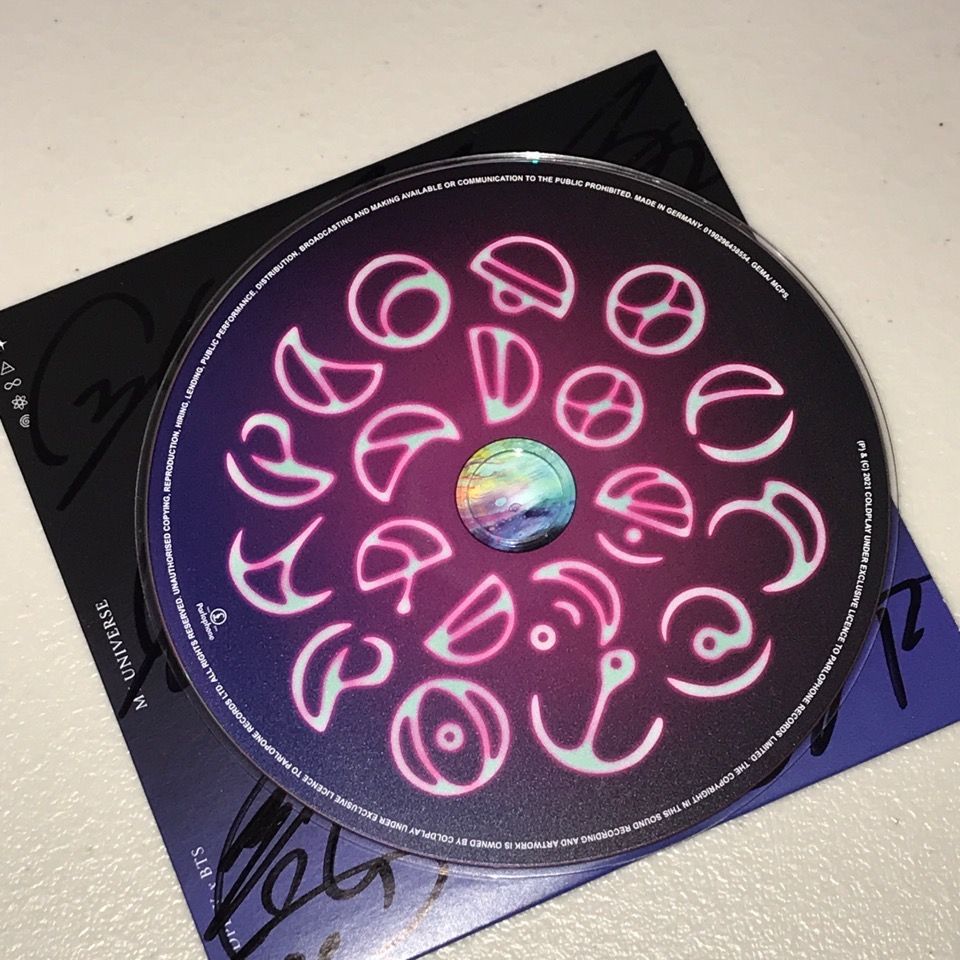 UNAUTHORISED COPYING, REPRODUCTION, HIRING, LENDING, PUBLIC PERFORMANCE, DISTRIBUTION, BROADCASTING AND MAKING AVAILABLE OR COMMUNICATION TO THE PUBLIC PROHIBITED. MADE IN GERMANY. 0190296438554. GEMA/ MCPS.
(P) & (C) 2021 COLDPLAY UNDER EXCLUSIVE LICENCE TO PARLOPHONE RECORDS LIMITED. THE COPYRIGHT IN THIS SOUND RECORDING AND ARTWORK IS OWNED BY COLDPLAY UNDER EXCLUSIVE LICENCE TO PARLOPONE RECORDS LTD. ALL RIGHTS RESERVED.
Parlophone
M UNIVERSE
BTS